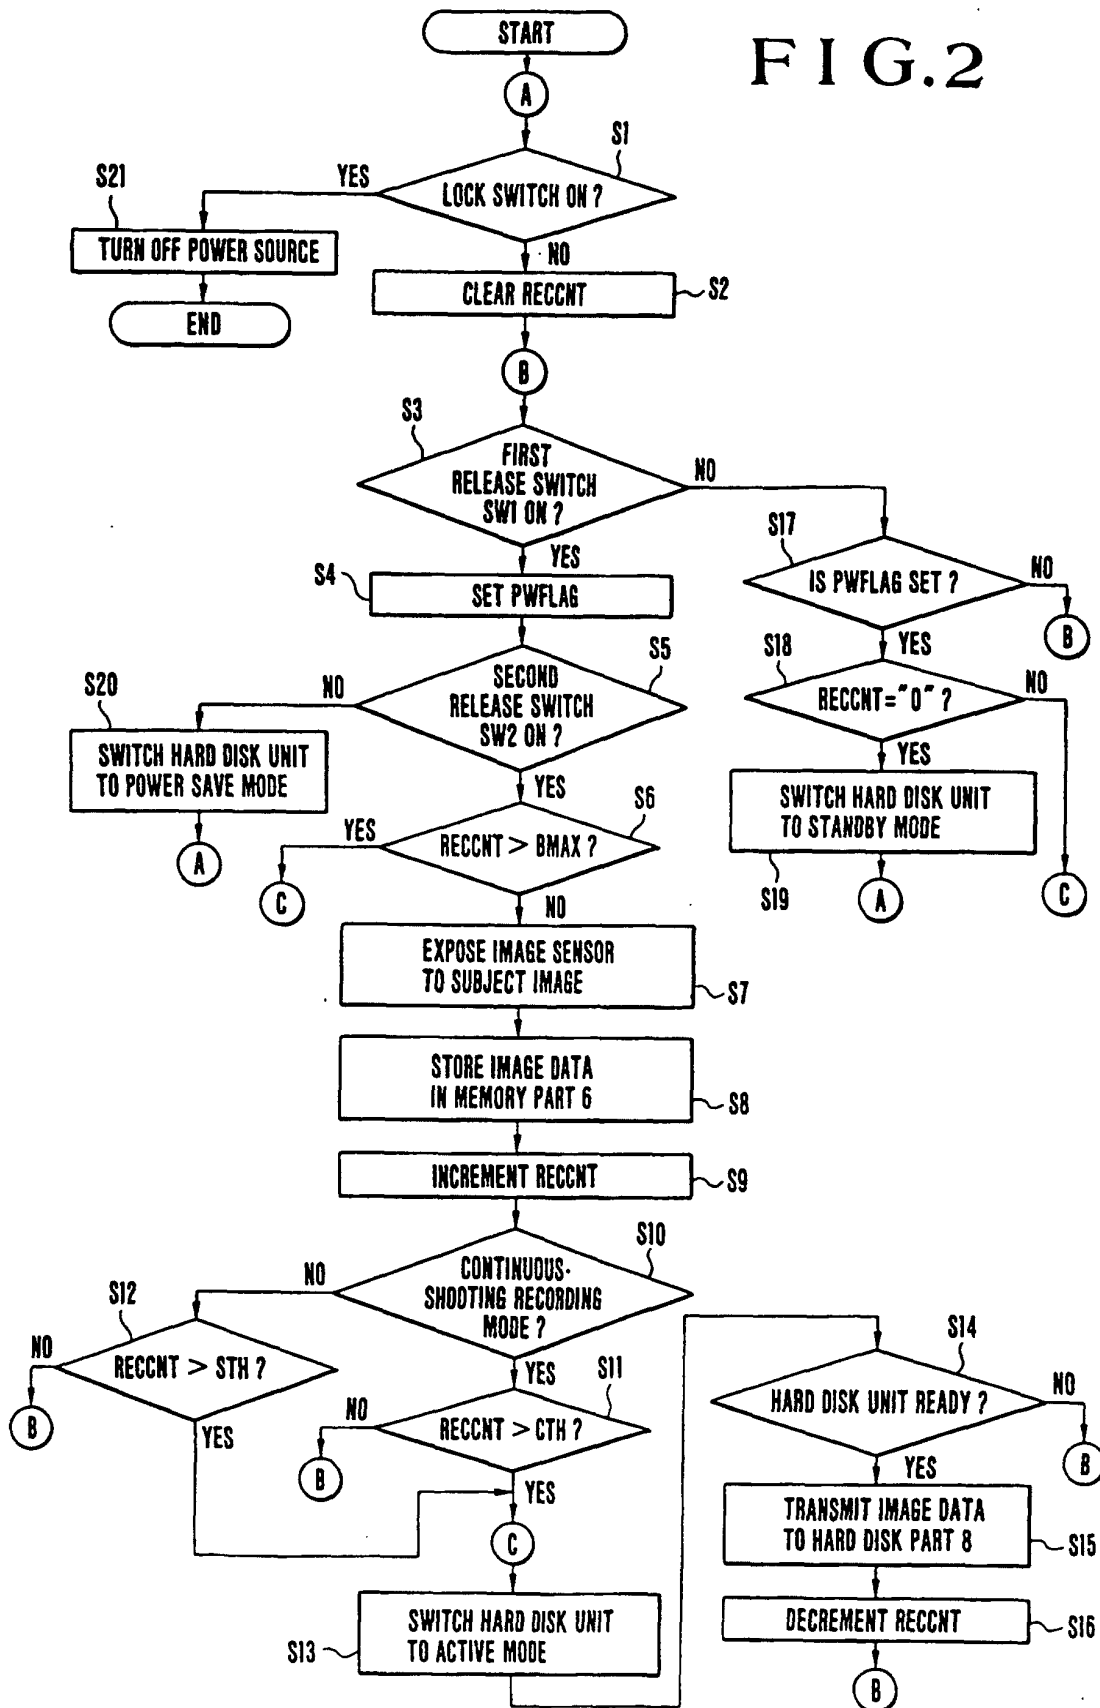 START
FIG.2
A
S1
LOCK SWITCH ON ?
YES
S21
TURN OFF POWER SOURCE
END
NO
CLEAR RECCNT
S2
B
S3
FIRST
RELEASE SWITCH
SW1 ON ?
NO
YES
S17
IS PWFLAG SET ?
NO
B
S4
SET PWFLAG
YES
S18
RECCNT="0" ?
NO
S5
SECOND
RELEASE SWITCH
SW2 ON ?
NO
S20
SWITCH HARD DISK UNIT
TO POWER SAVE MODE
A
YES
YES
SWITCH HARD DISK UNIT
TO STANDBY MODE
S19
A
C
S6
RECCNT > BMAX ?
YES
C
NO
EXPOSE IMAGE SENSOR
TO SUBJECT IMAGE
S7
STORE IMAGE DATA
IN MEMORY PART 6
S8
INCREMENT RECCNT
S9
S10
CONTINUOUS-
SHOOTING RECORDING
MODE ?
NO
S12
RECCNT > STH ?
NO
B
YES
YES
S11
RECCNT > CTH ?
NO
B
YES
C
SWITCH HARD DISK UNIT
TO ACTIVE MODE
S13
S14
HARD DISK UNIT READY ?
NO
B
YES
TRANSMIT IMAGE DATA
TO HARD DISK PART 8
S15
DECREMENT RECCNT
S16
B